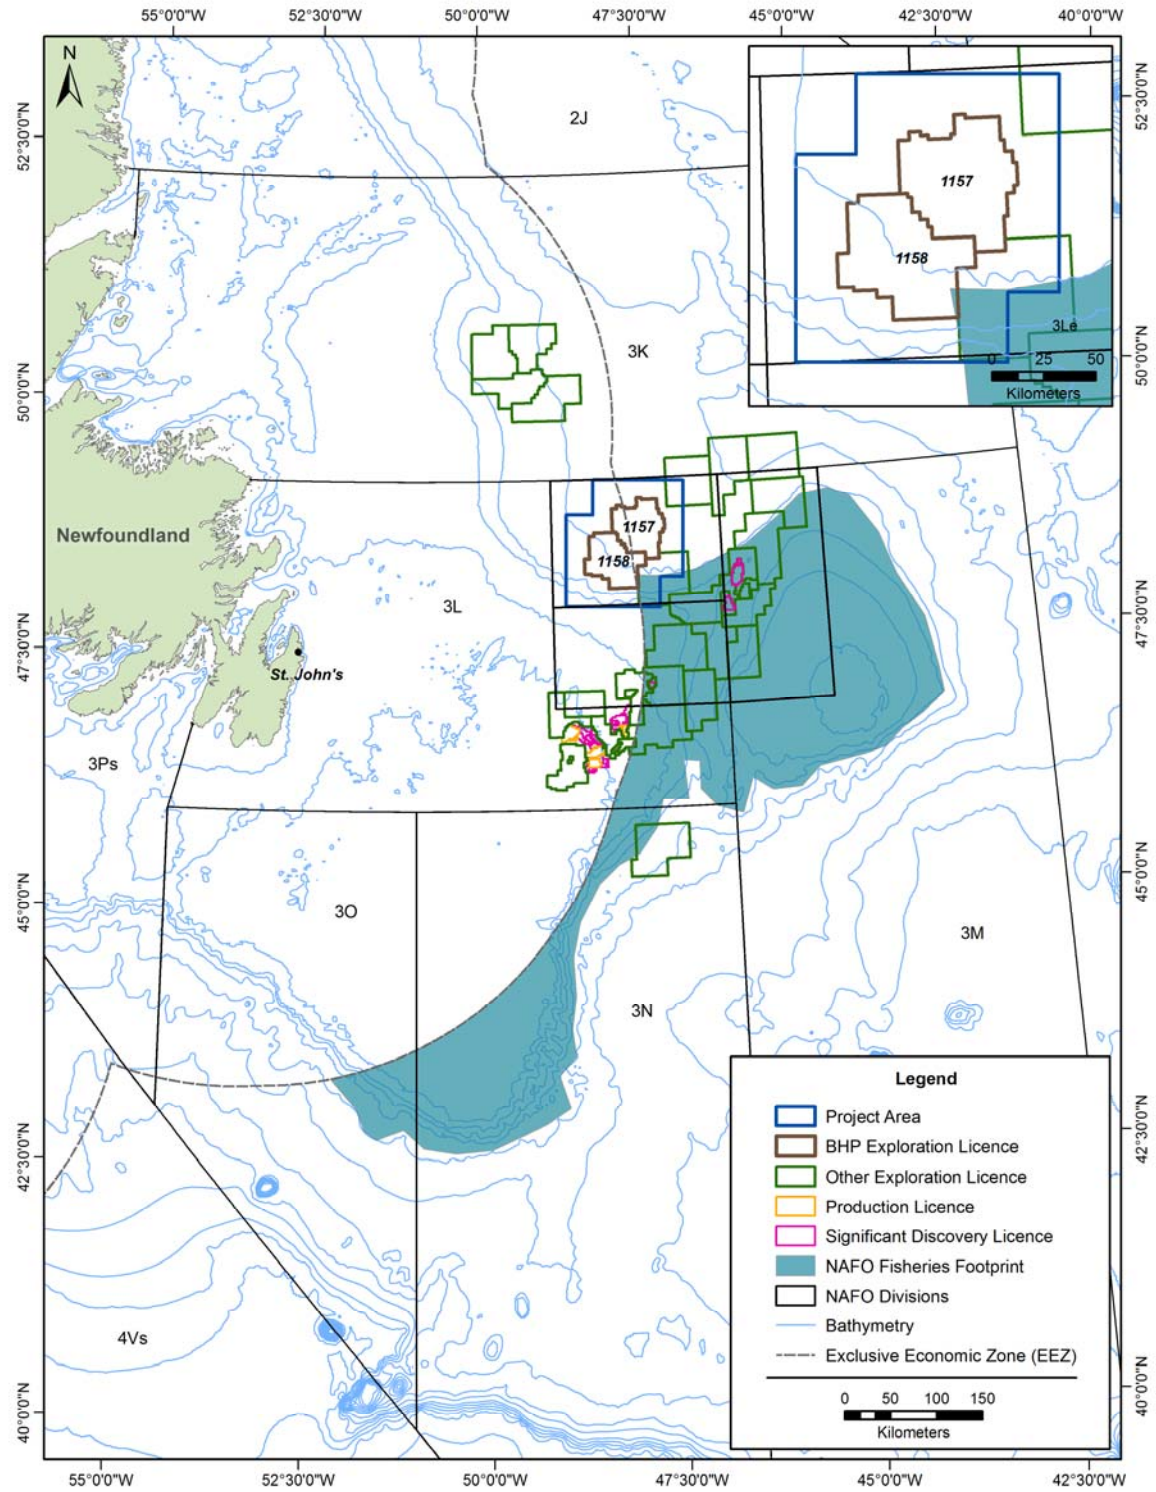 55°0'0"W 52°30'0"W 50°0'0"W 47°30'0"W 45°0'0"W 42°30'0"W 40°0'0"W
N
52°30'0"N
52°30'0"N
2J
1157
1158
3Le
0 25 50
Kilometers
3K
50°0'0"N
50°0'0"N
Newfoundland
1157
1158
3L
47°30'0"N
47°30'0"N
St. John's
3Ps
45°0'0"N
45°0'0"N
3O
3M
3N
Legend
Project Area
BHP Exploration Licence
Other Exploration Licence
Production Licence
Significant Discovery Licence
NAFO Fisheries Footprint
NAFO Divisions
Bathymetry
Exclusive Economic Zone (EEZ)
0 50 100 150
Kilometers
42°30'0"N
42°30'0"N
4Vs
40°0'0"N
40°0'0"N
55°0'0"W 52°30'0"W 50°0'0"W 47°30'0"W 45°0'0"W 42°30'0"W